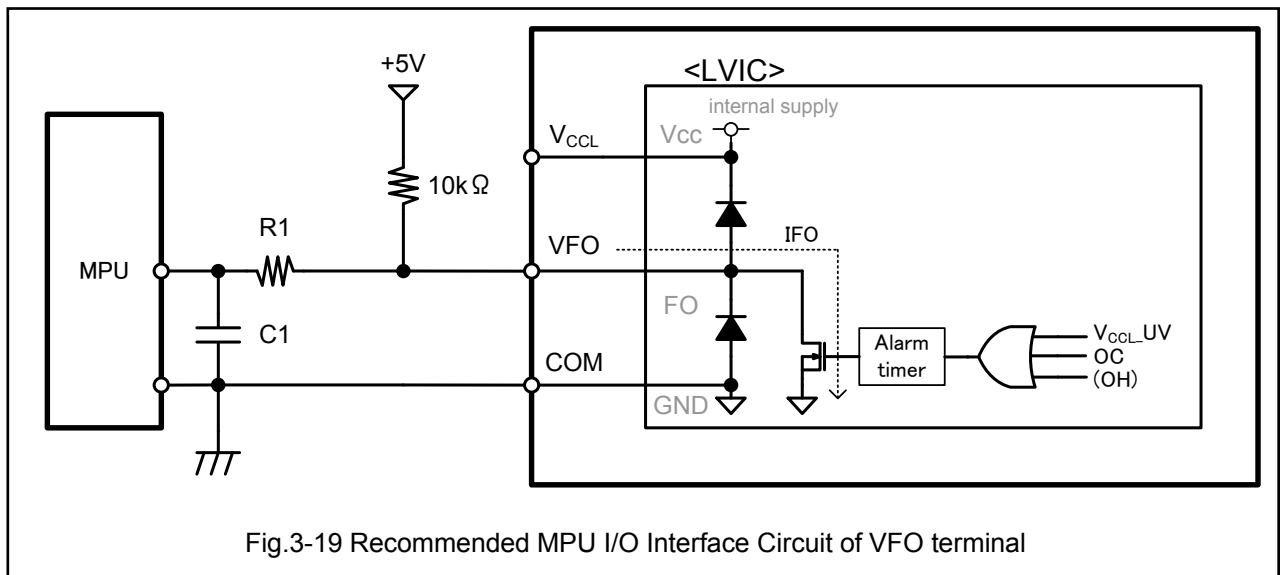 +5V
<LVIC>
internal supply
VCCL
Vcc
10kΩ
R1
VFO
IFO
MPU
FO
C1
Alarm
timer
VCCL_UV
OC
(OH)
COM
GND
Fig.3-19 Recommended MPU I/O Interface Circuit of VFO terminal